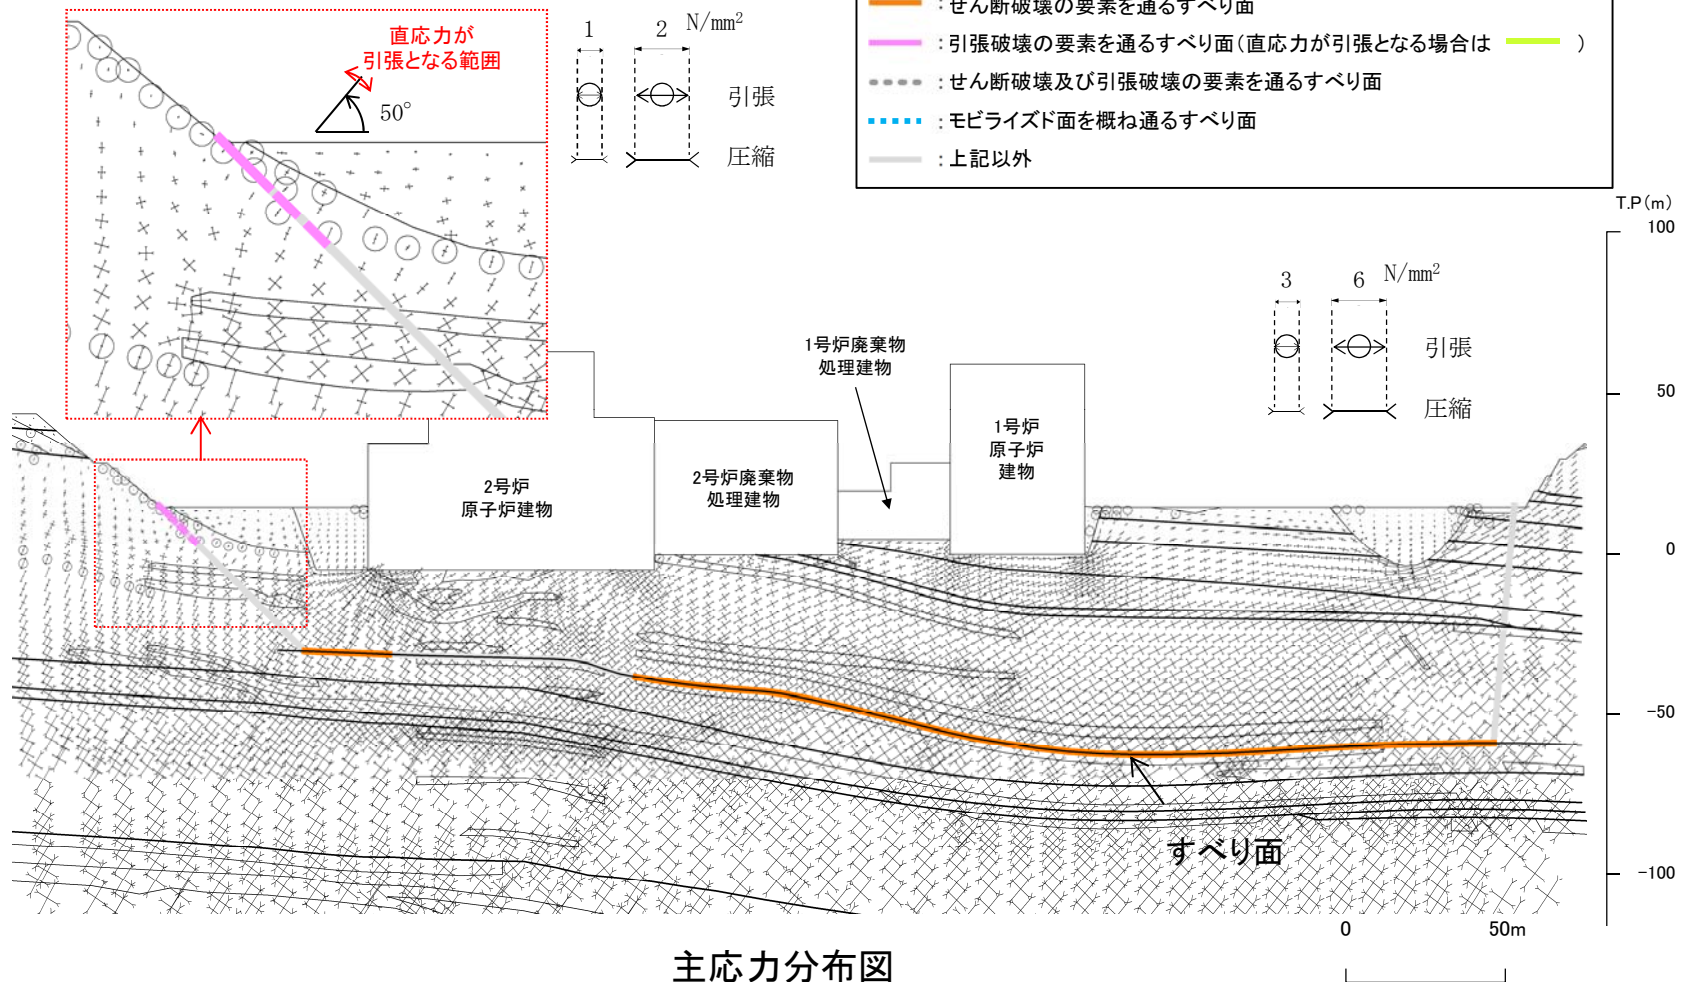 ：せん断破壊の要素を通るすべり面
：引張破壊の要素を通るすべり面（直応力が引張となる場合は　　　）
：せん断破壊及び引張破壊の要素を通るすべり面
：モビライズド面を概ね通るすべり面
：上記以外
直応力が
引張となる範囲
50°
1 2 N/mm²
引張
圧縮
T.P(m)
100
50
0
-50
-100
3 6 N/mm²
引張
圧縮
1号炉廃棄物
処理建物
1号炉
原子炉
建物
2号炉
原子炉建物
2号炉廃棄物
処理建物
すべり面
0 50m
主応力分布図